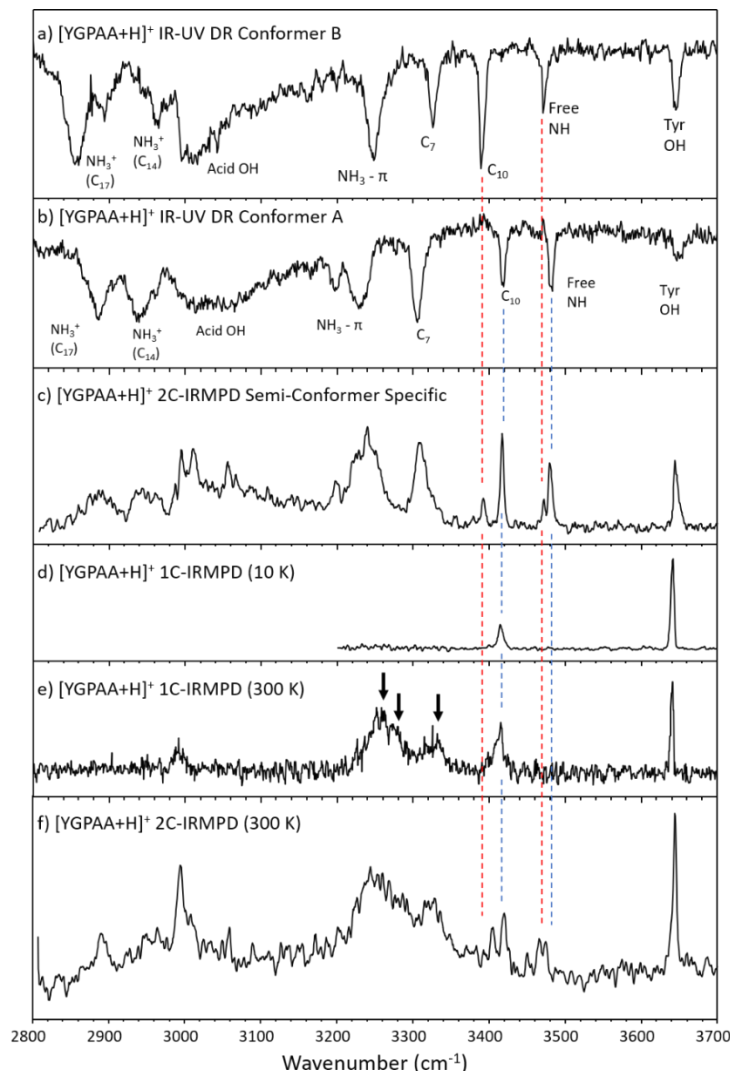 a) [YGPAA+H]⁺ IR-UV DR Conformer B
NH₃⁺
(C₁₇)
NH₃⁺
(C₁₄)
Acid OH
NH₃ - π
C₇
C₁₀
Free
NH
Tyr
OH
b) [YGPAA+H]⁺ IR-UV DR Conformer A
NH₃⁺
(C₁₇)
NH₃⁺
(C₁₄)
Acid OH
NH₃ - π
C₇
C₁₀
Free
NH
Tyr
OH
c) [YGPAA+H]⁺ 2C-IRMPD Semi-Conformer Specific
d) [YGPAA+H]⁺ 1C-IRMPD (10 K)
e) [YGPAA+H]⁺ 1C-IRMPD (300 K)
f) [YGPAA+H]⁺ 2C-IRMPD (300 K)
2800 2900 3000 3100 3200 3300 3400 3500 3600 3700
Wavenumber (cm⁻¹)